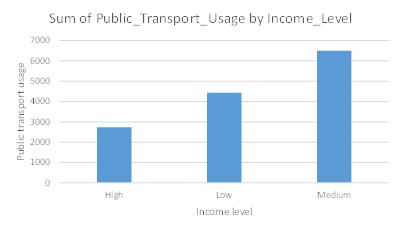 Sum of Public_Transport_Usage by Income_Level
7000
6000
5000
4000
3000
2000
1000
0
Public transport usage
High Low Medium
Income level